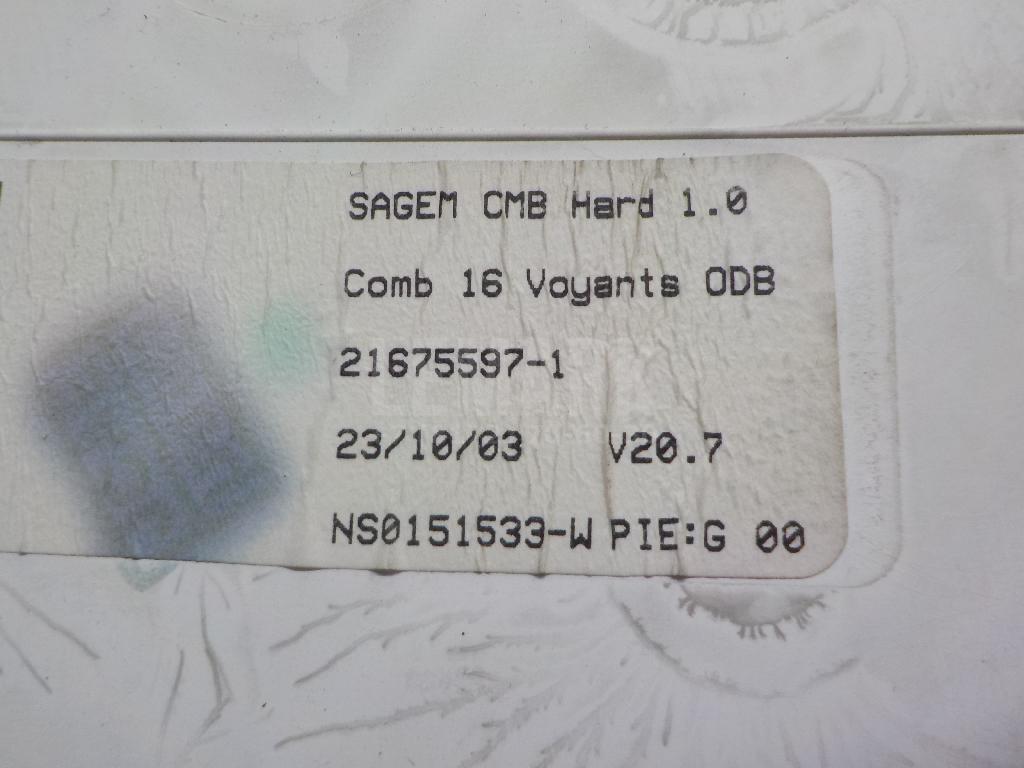 SAGEM CMB Hard 1.0
Comb 16 Voyants ODB
21675597-1
23/10/03 V20.7
NS0151533-W PIE:G 00